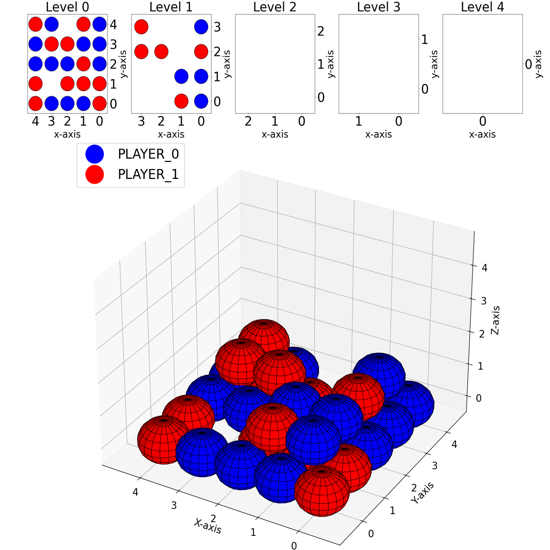 Level 0
Level 1
Level 2
Level 3
Level 4
4
3
2
1
0
y-axis
4 3 2 1 0
x-axis
3
2
1
0
y-axis
3 2 1 0
x-axis
2
1
0
y-axis
2 1 0
x-axis
1
0
y-axis
1 0
x-axis
0
y-axis
0
x-axis
PLAYER_0
PLAYER_1
4
3
2
1
0
Z-axis
4
3
2
1
0
X-axis
0
1
2
3
4
Y-axis